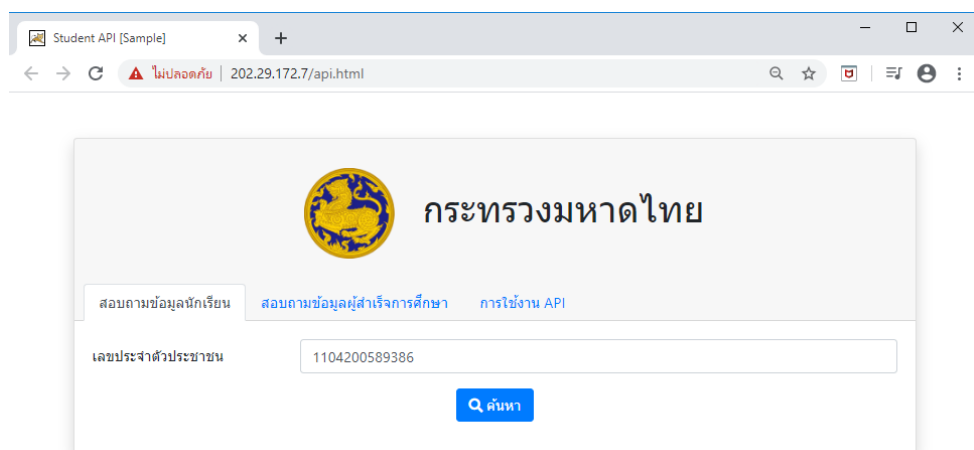 Student API [Sample]
ไม่ปลอดภัย | 202.29.172.7/api.html
กระทรวงมหาดไทย
สอบถามข้อมูลนักเรียน สอบถามข้อมูลผู้สำเร็จการศึกษา การใช้งาน API
เลขประจำตัวประชาชน 1104200589386
ค้นหา